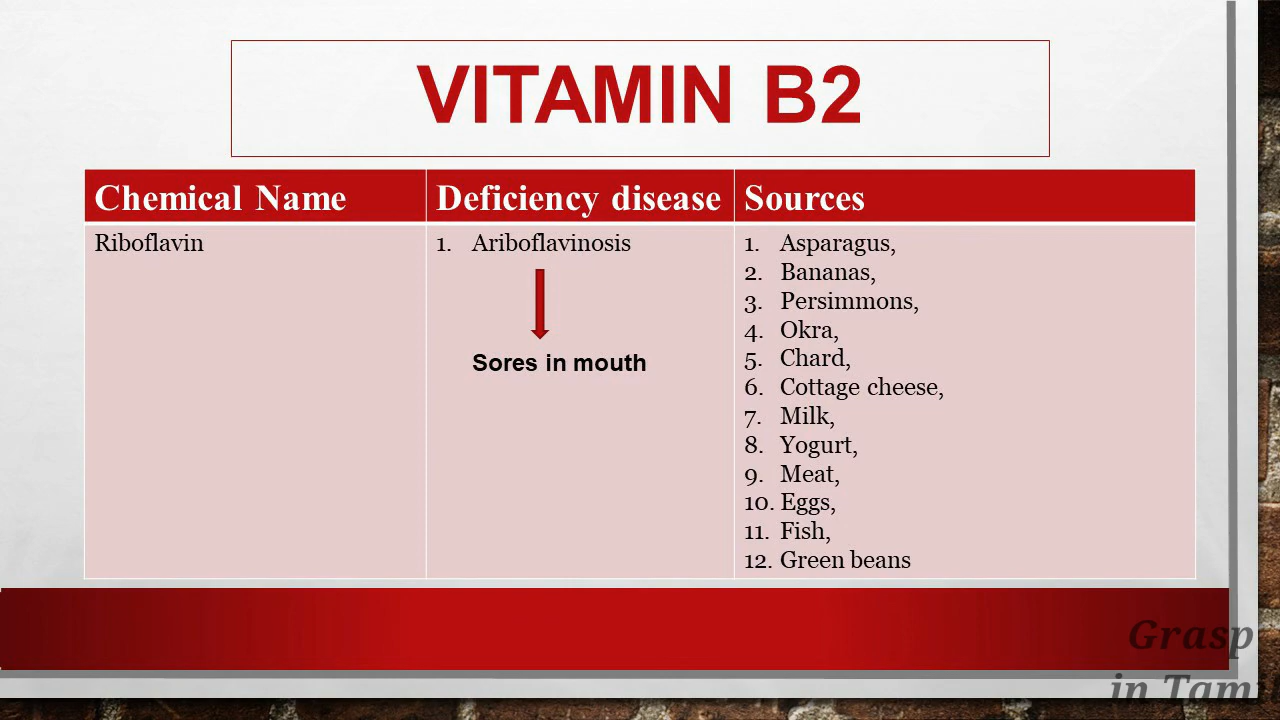 VITAMIN B2
Chemical Name
Deficiency disease
Sources
Riboflavin
1. Ariboflavinosis
Sores in mouth
1. Asparagus,
2. Bananas,
3. Persimmons,
4. Okra,
5. Chard,
6. Cottage cheese,
7. Milk,
8. Yogurt,
9. Meat,
10. Eggs,
11. Fish,
12. Green beans
Grasp
in